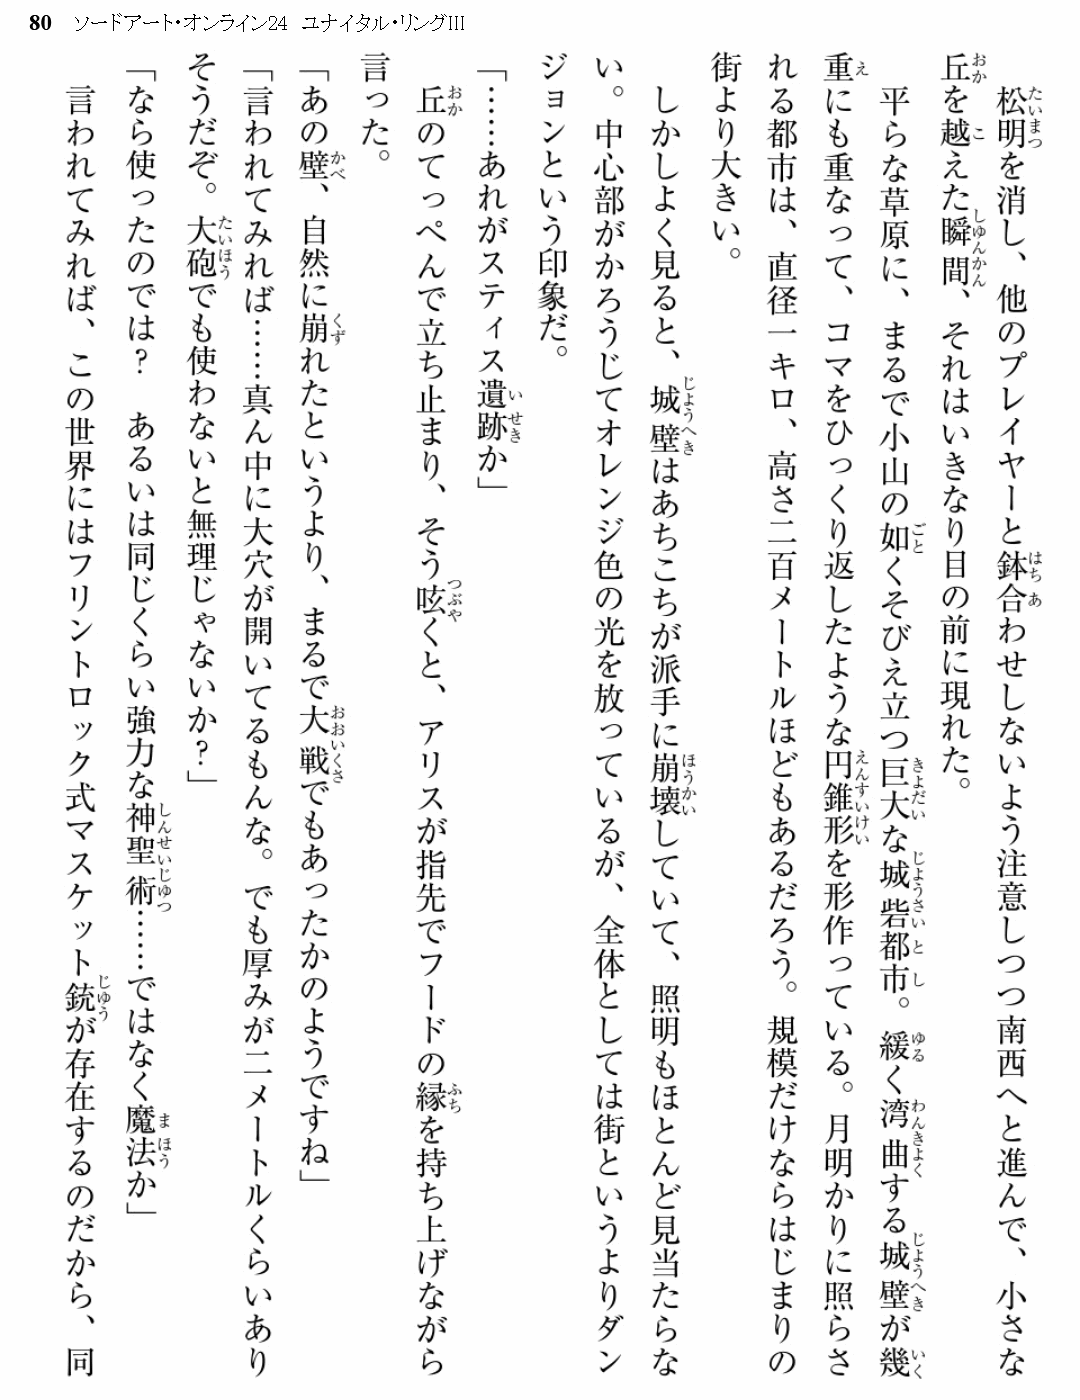 80 ソードアート・オンライン24 ユナイタル・リングIII
松明を消し、他のプレイヤーと鉢合わせしないよう注意しつつ南西へと進んで、小さな
丘を越えた瞬間、それはいきなり目の前に現れた。
平らな草原に、まるで小山の如くそびえ立つ巨大な城砦都市。緩く湾曲する城壁が幾
重にも重なって、コマをひっくり返したような円錐形を形作っている。月明かりに照らさ
れる都市は、直径一キロ、高さ二百メートルほどもあるだろう。規模だけならはじまりの
街より大きい。
しかしよく見ると、城壁はあちこちが派手に崩壊していて、照明もほとんど見当たらな
い。中心部がかろうじてオレンジ色の光を放っているが、全体としては街というよりダン
ジョンという印象だ。
「……あれがスティス遺跡か」
丘のてっぺんで立ち止まり、そう呟くと、アリスが指先でフードの縁を持ち上げながら
言った。
「あの壁、自然に崩れたというより、まるで大戦でもあったかのようですね」
「言われてみれば……真ん中に大穴が開いてるもんな。でも厚みが二メートルくらいあり
そうだぞ。大砲でも使わないと無理じゃないか？」
「なら使ったのでは？　あるいは同じくらい強力な神聖術……ではなく魔法か」
言われてみれば、この世界にはフリントロック式マスケット銃が存在するのだから、同